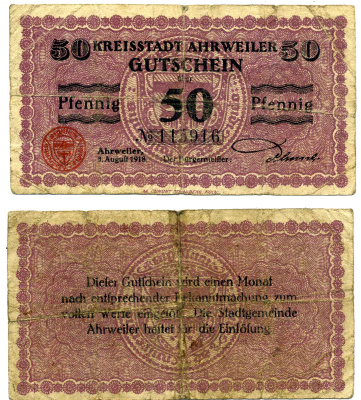 50 KREISSTADT AHRWEILER 50
GUTSCHEIN
Pfennig 50 Pfennig
№ 115916
Ahrweiler,
3. August 1918. Der Bürgermeister:
Dieser Gutschein wird einen Monat
nach entsprechender Bekanntmachung zum
vollen Werte eingelöst. Die Stadtgemeinde
Ahrweiler haftet für die Einlösung